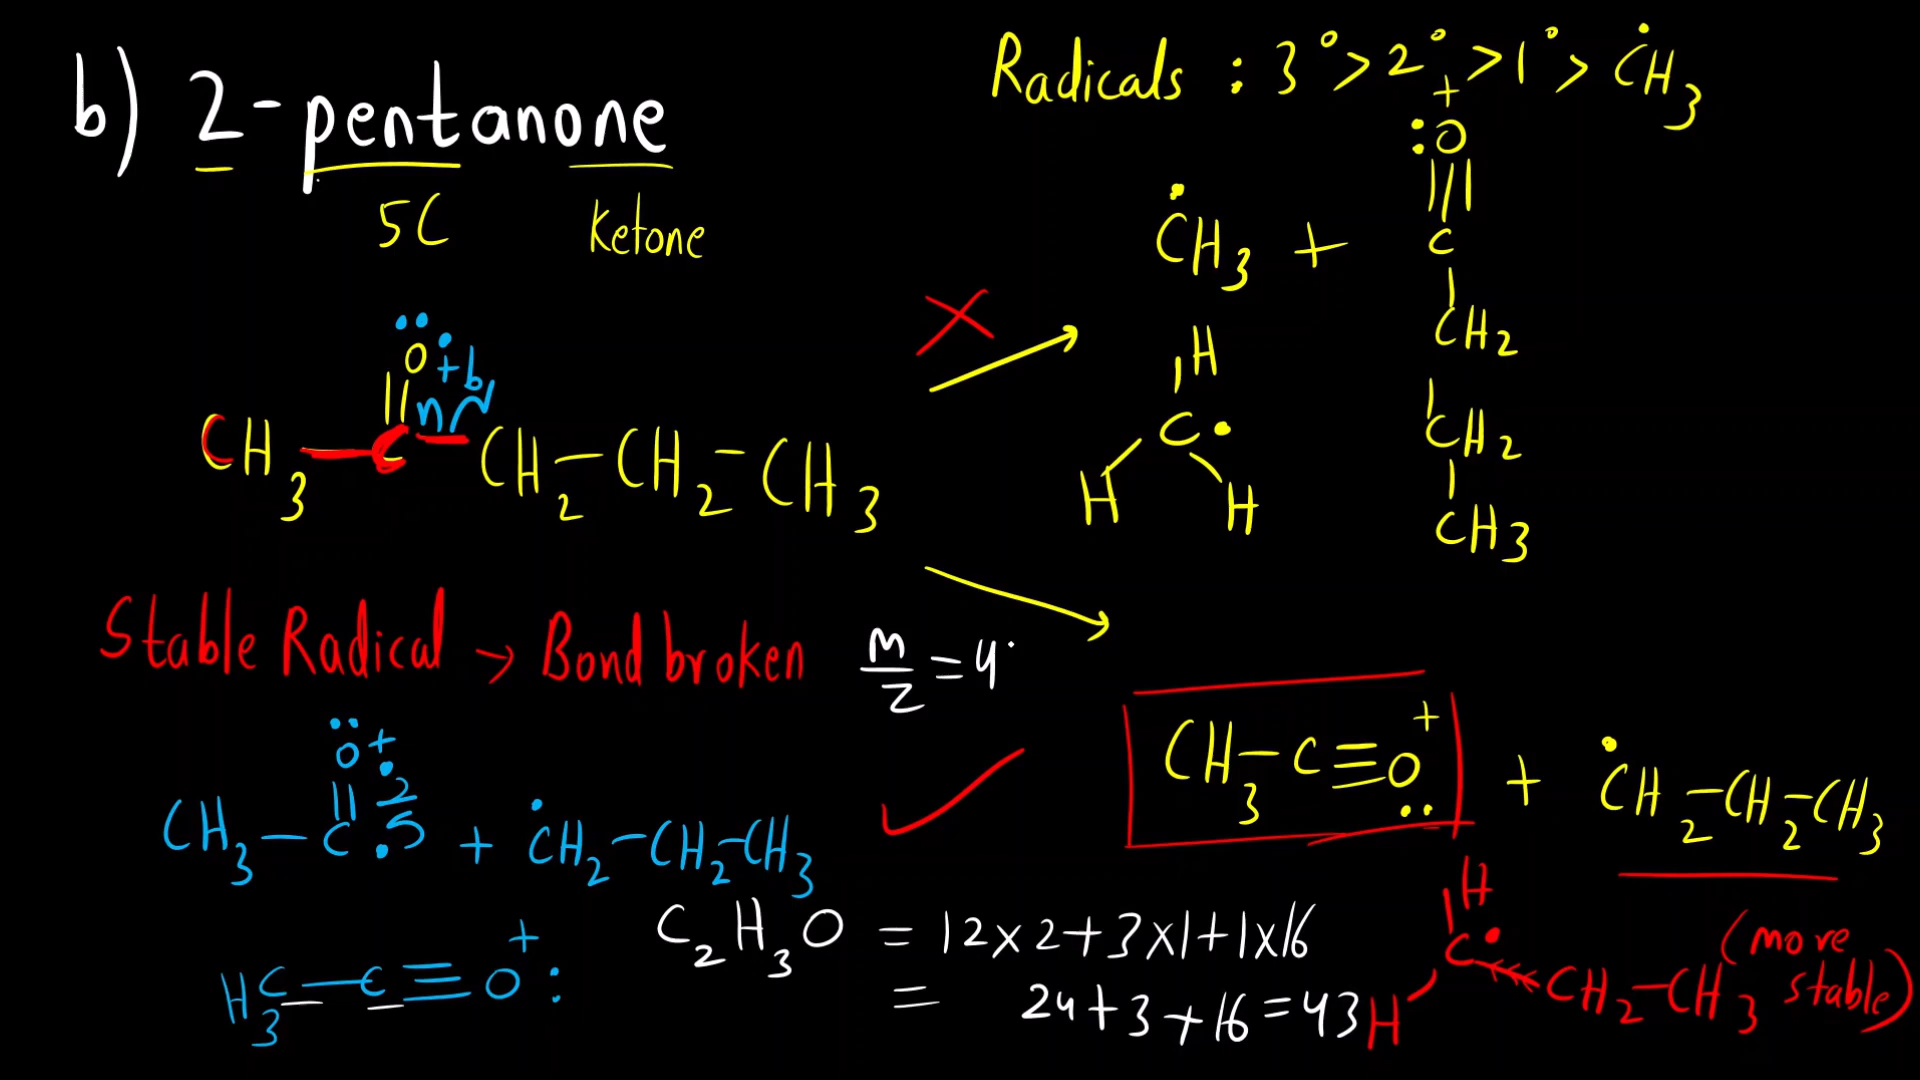 b) 2-pentanone
5C ketone
Radicals : 3° > 2° > 1° > ĊH3
ĊH3 +
+
:O
|||
C
|
CH2
|
CH2
|
CH3
H
|
C•
H H
O +•
||
CH3-C-CH2-CH2-CH3
Stable Radical → Bond broken
m/z = 4
CH3-C≡O+ + ĊH2-CH2-CH3
O+•
||
CH3-C• + ĊH2-CH2-CH3
H3C-C≡O+:
C2H3O = 12x2+3x1+1x16
= 24+3+16=43
H
|
H-C•-CH2-CH3
(more stable)